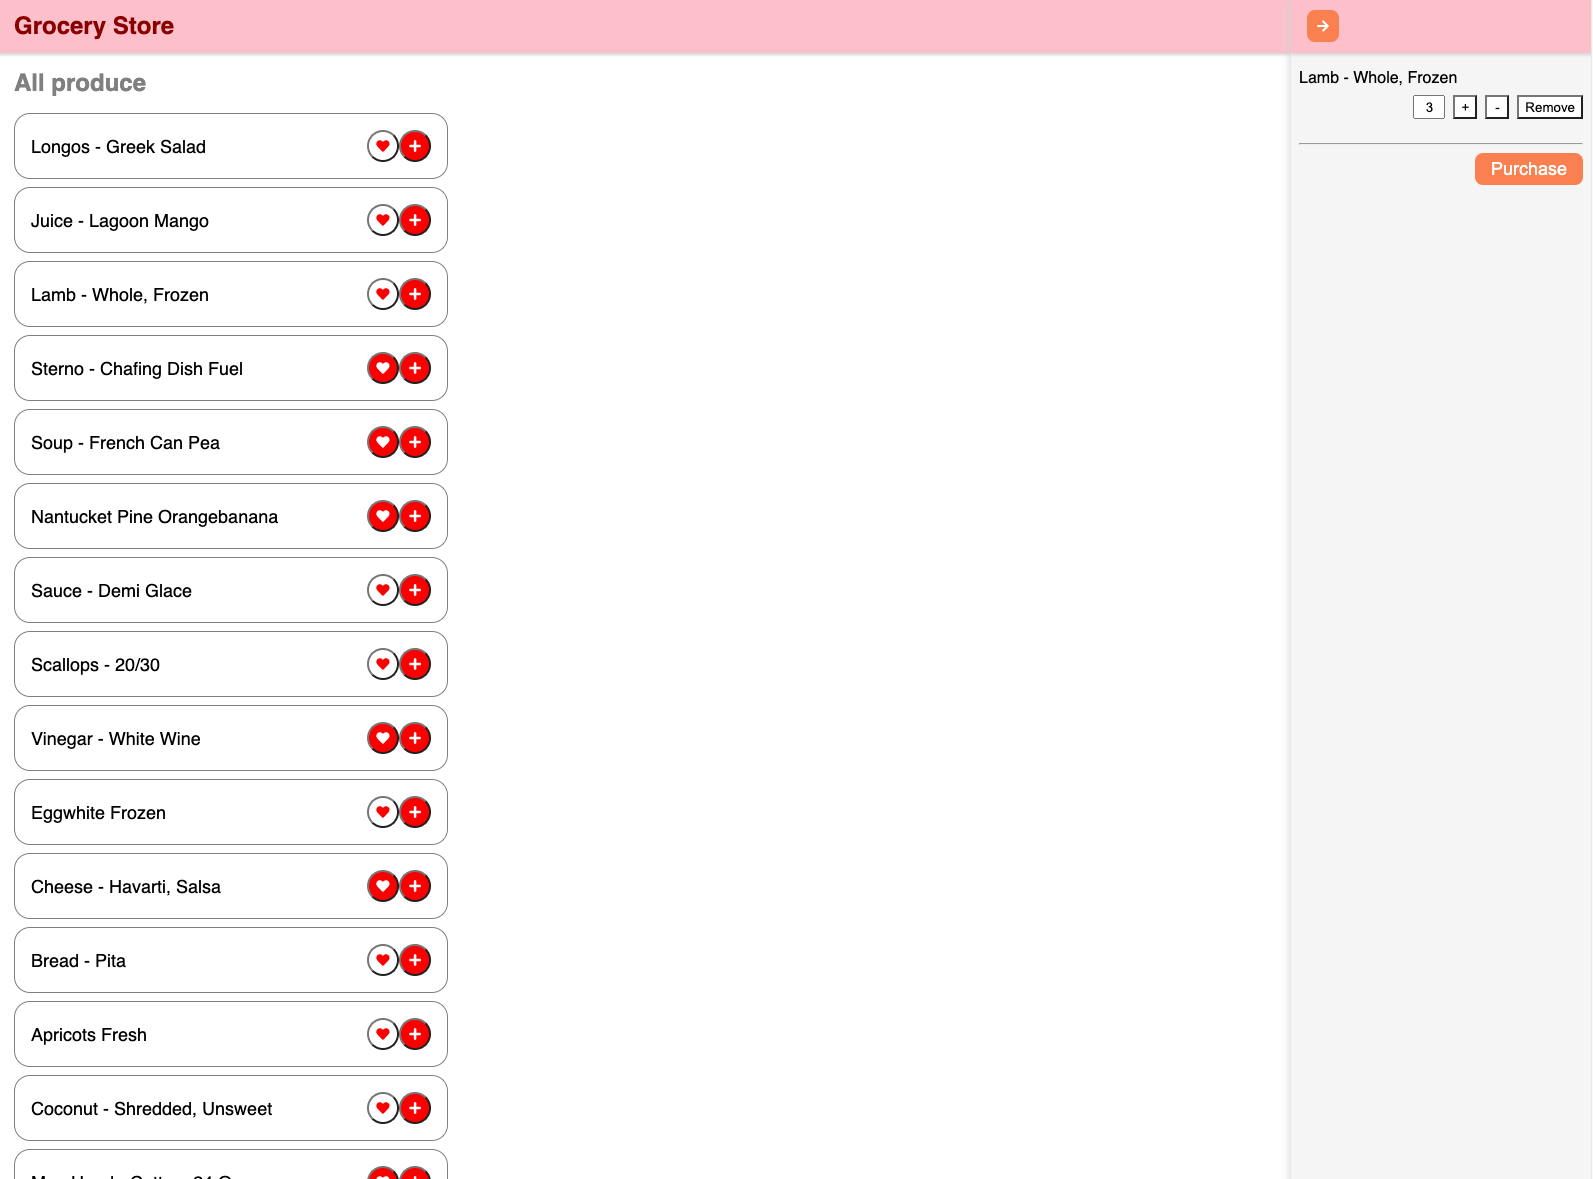 Grocery Store
All produce
Longos - Greek Salad
Juice - Lagoon Mango
Lamb - Whole, Frozen
Sterno - Chafing Dish Fuel
Soup - French Can Pea
Nantucket Pine Orangebanana
Sauce - Demi Glace
Scallops - 20/30
Vinegar - White Wine
Eggwhite Frozen
Cheese - Havarti, Salsa
Bread - Pita
Apricots Fresh
Coconut - Shredded, Unsweet
Lamb - Whole, Frozen
3 + - Remove
Purchase